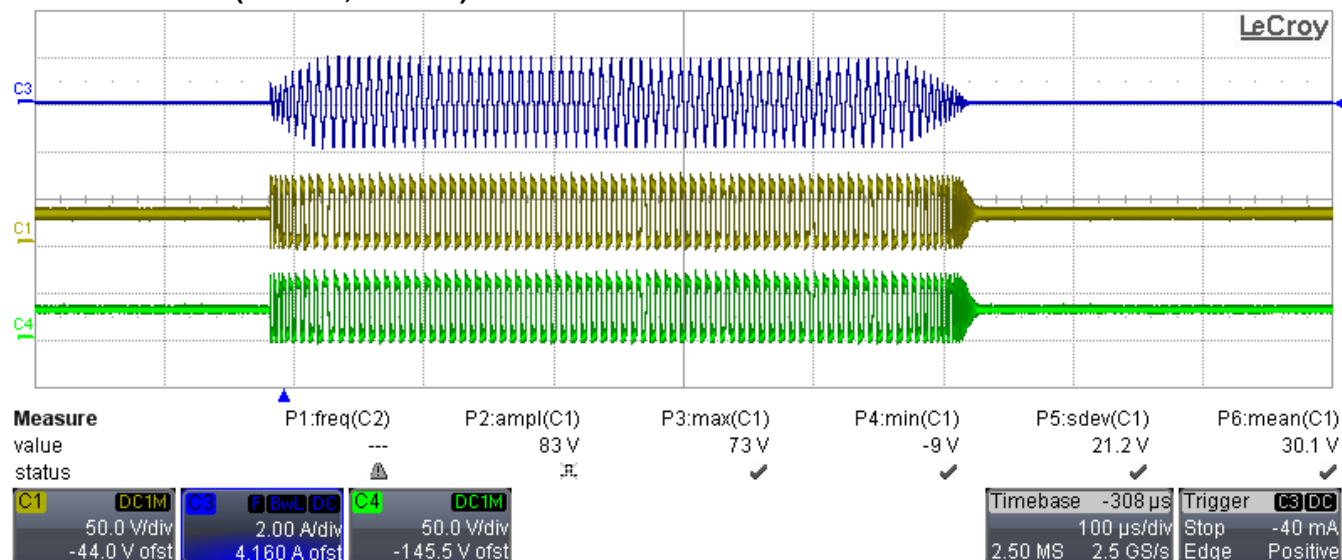 LeCroy
C3
C1
C4
Measure P1:freq(C2) P2:ampl(C1) P3:max(C1) P4:min(C1) P5:sdev(C1) P6:mean(C1)
value --- 83 V 73 V -9 V 21.2 V 30.1 V
status
C1 DC1M C3 F BwL DC C4 DC1M Timebase -308 µs Trigger C3 DC
50.0 V/div 2.00 A/div 50.0 V/div 100 µs/div Stop -40 mA
-44.0 V ofst 4.160 A ofst -145.5 V ofst 2.50 MS 2.5 GS/s Edge Positive